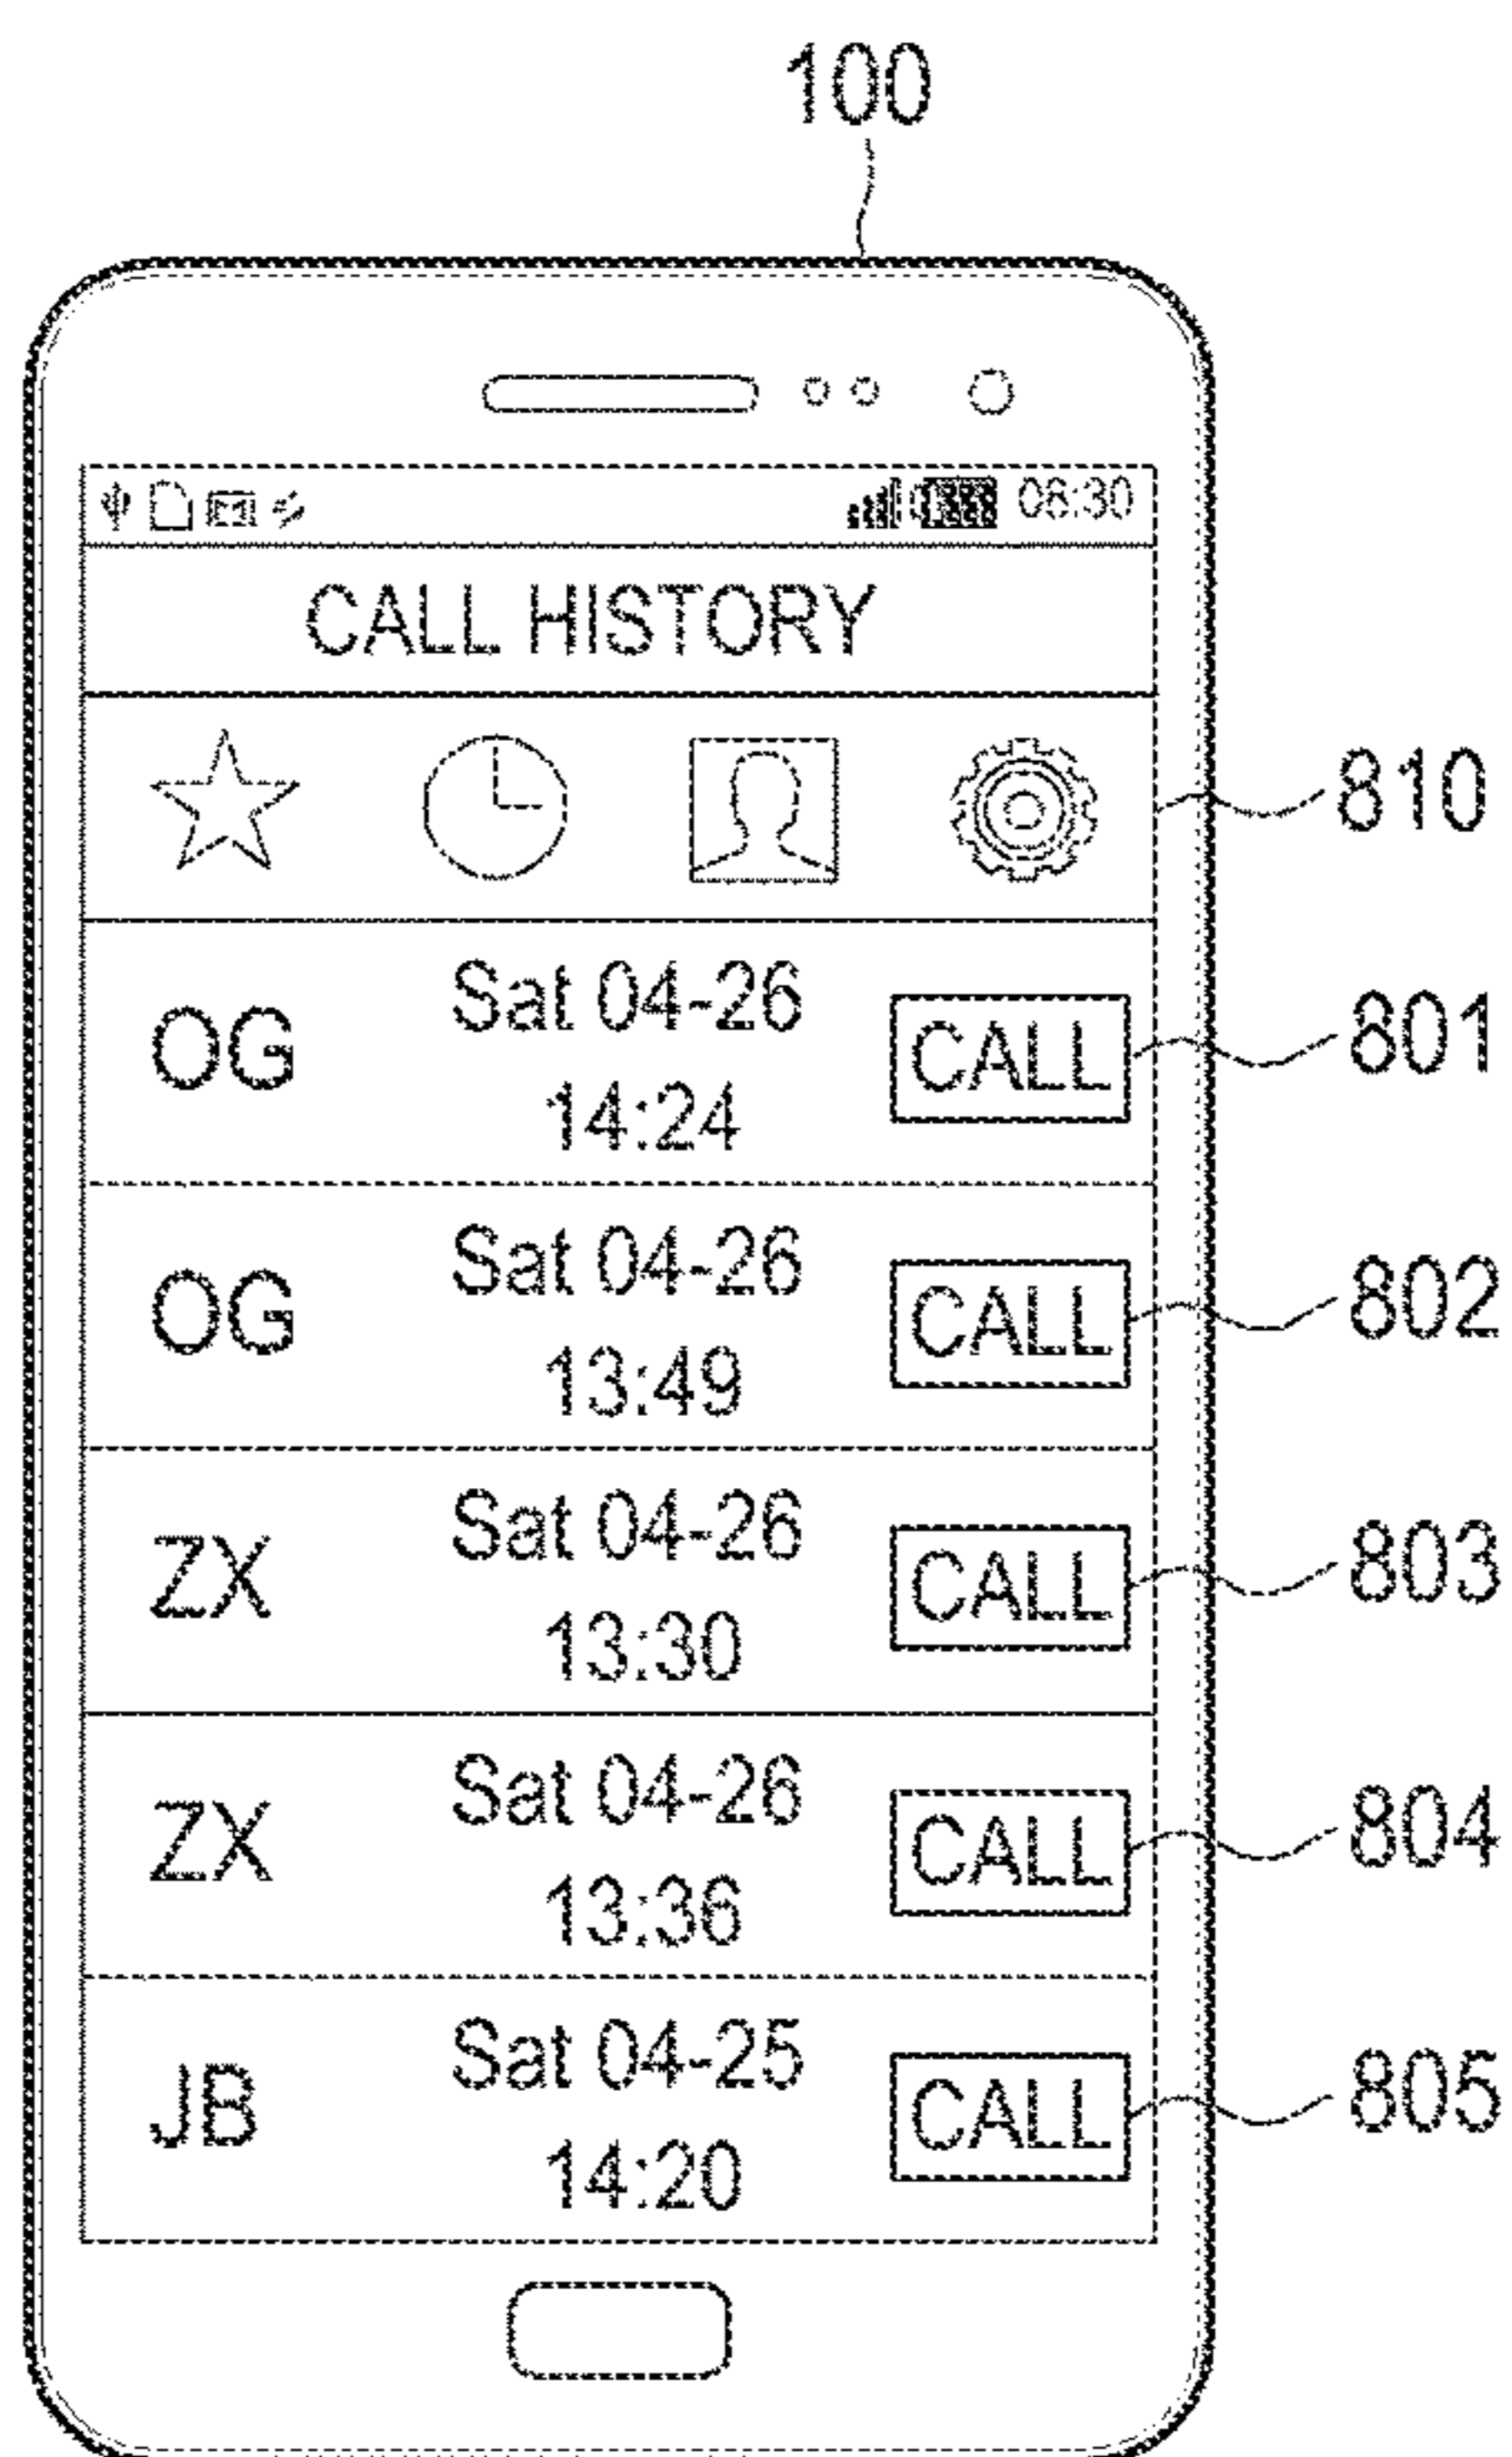 100
08:30
CALL HISTORY
810
OG
Sat 04-26
14:24
CALL
801
OG
Sat 04-26
13:49
CALL
802
ZX
Sat 04-26
13:30
CALL
803
ZX
Sat 04-26
13:36
CALL
804
JB
Sat 04-25
14:20
CALL
805